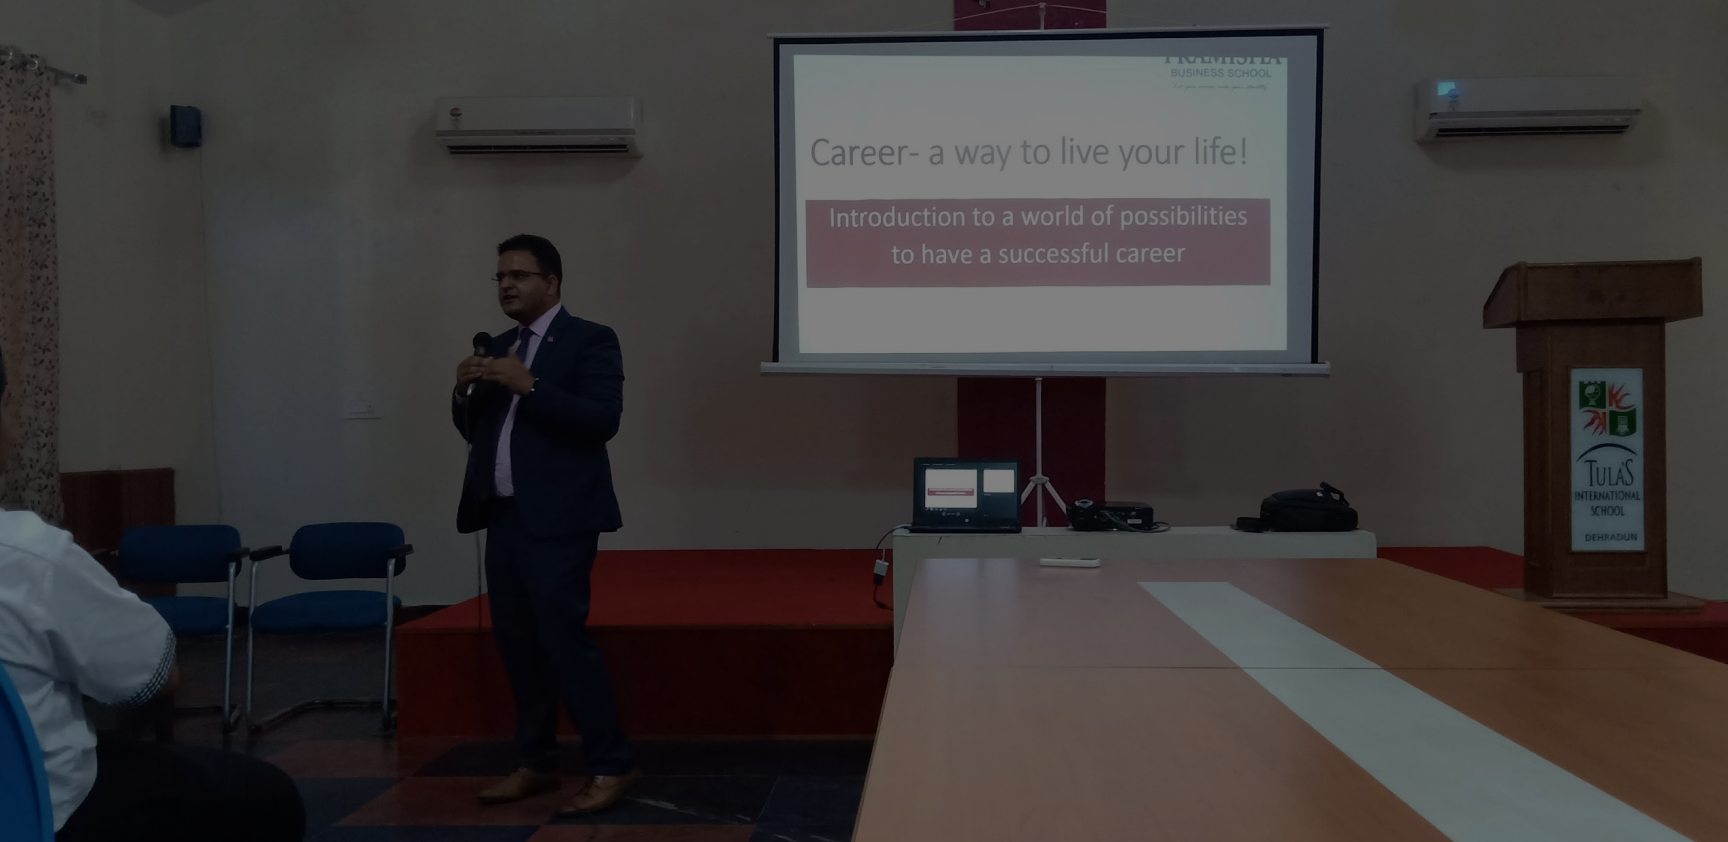 BUSINESS SCHOOL
Career- a way to live your life!
Introduction to a world of possibilities
to have a successful career
TULA'S
INTERNATIONAL
SCHOOL
DEHRADUN